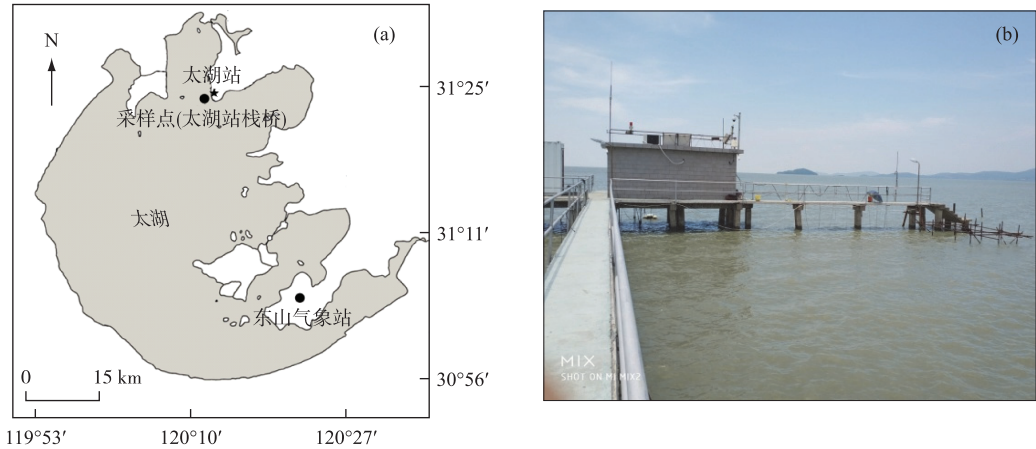 (a)
N
太湖站
采样点(太湖站栈桥)
太湖
东山气象站
0 15 km
31°25′
31°11′
30°56′
119°53′ 120°10′ 120°27′
(b)
MIX
SHOT ON MI MIX2